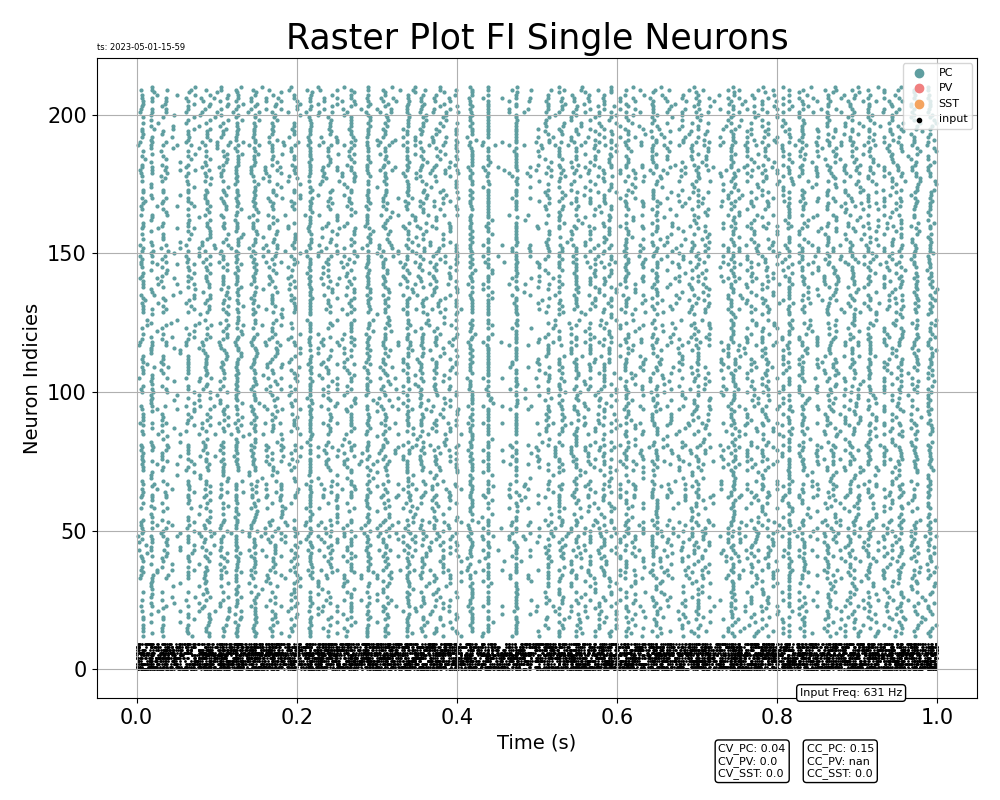 Raster Plot FI Single Neurons
ts: 2023-05-01-15-59
PC
PV
SST
input
Neuron Indicies
200
150
100
50
0
0.0 0.2 0.4 0.6 0.8 1.0
Input Freq: 631 Hz
Time (s)
CV_PC: 0.04
CV_PV: 0.0
CV_SST: 0.0
CC_PC: 0.15
CC_PV: nan
CC_SST: 0.0